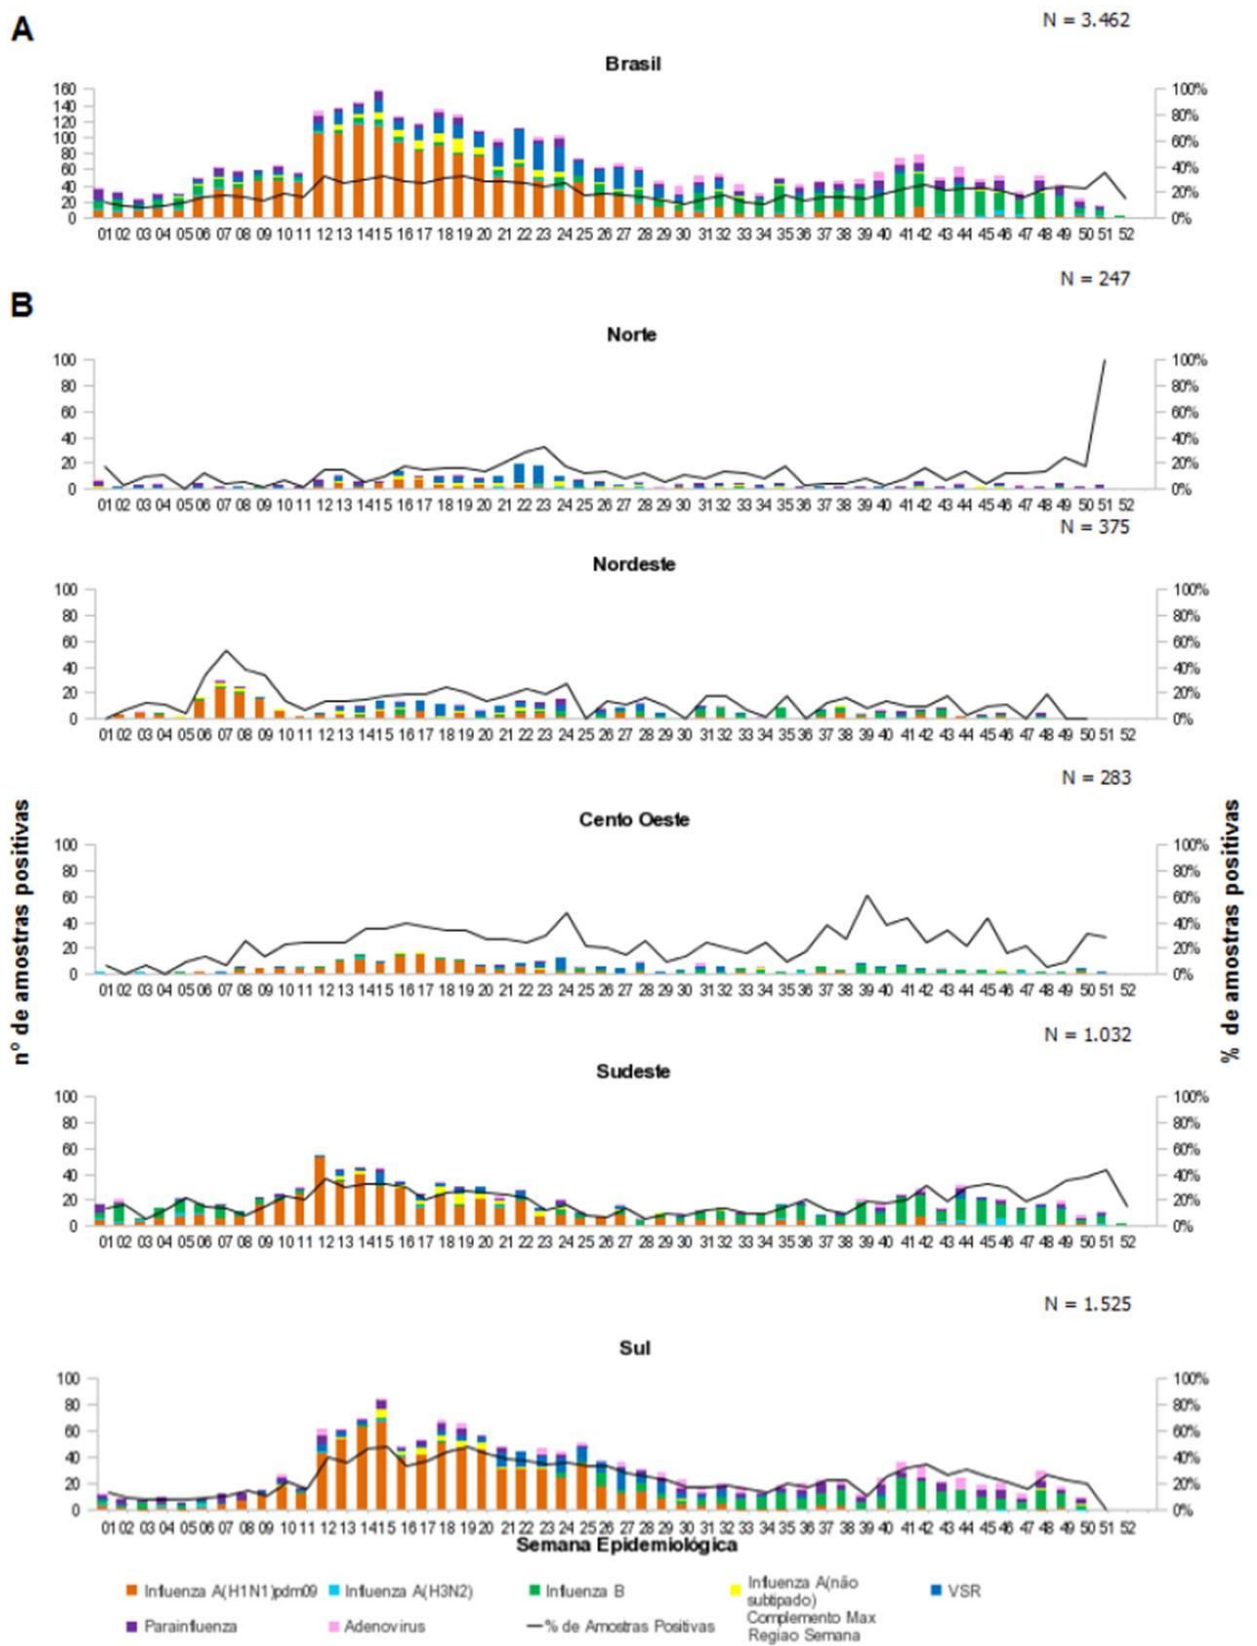 A
N = 3.462
Brasil
160 100%
140
120 80%
100 60%
80
60 40%
40 20%
20
0 0%
01 02 03 04 05 06 07 08 09 10 11 12 13 1415 16 17 18 19 20 21 22 23 24 25 26 27 28 29 30 31 32 33 34 35 36 37 38 39 40 41 42 43 44 45 46 47 48 49 50 51 52
N = 247
B
Norte
100 100%
80 80%
60 60%
40 40%
20 20%
0 0%
01 02 03 04 05 06 07 08 09 10 11 12 13 1415 16 17 18 19 20 21 22 23 24 25 26 27 28 29 30 31 32 33 34 35 36 37 38 39 40 41 42 43 44 45 46 47 48 49 50 51 52
N = 375
Nordeste
100 100%
80 80%
60 60%
40 40%
20 20%
0 0%
01 02 03 04 05 06 07 08 09 10 11 12 13 1415 16 17 18 19 20 21 22 23 24 25 26 27 28 29 30 31 32 33 34 35 36 37 38 39 40 41 42 43 44 45 46 47 48 49 50 51 52
N = 283
Cento Oeste
100 100%
80 80%
60 60%
40 40%
20 20%
0 0%
01 02 03 04 05 06 07 08 09 10 11 12 13 1415 16 17 18 19 20 21 22 23 24 25 26 27 28 29 30 31 32 33 34 35 36 37 38 39 40 41 42 43 44 45 46 47 48 49 50 51 52
nº de amostras positivas
% de amostras positivas
N = 1.032
Sudeste
100 100%
80 80%
60 60%
40 40%
20 20%
0 0%
01 02 03 04 05 06 07 08 09 10 11 12 13 1415 16 17 18 19 20 21 22 23 24 25 26 27 28 29 30 31 32 33 34 35 36 37 38 39 40 41 42 43 44 45 46 47 48 49 50 51 52
N = 1.525
Sul
100 100%
80 80%
60 60%
40 40%
20 20%
0 0%
01 02 03 04 05 06 07 08 09 10 11 12 13 1415 16 17 18 19 20 21 22 23 24 25 26 27 28 29 30 31 32 33 34 35 36 37 38 39 40 41 42 43 44 45 46 47 48 49 50 51 52
Semana Epidemiológica
Influenza A(H1N1)pdm09 Influenza A(H3N2) Influenza B Influenza A(não subtipado) VSR
Parainfluenza Adenovirus % de Amostras Positivas Complemento Max
Regiao Semana